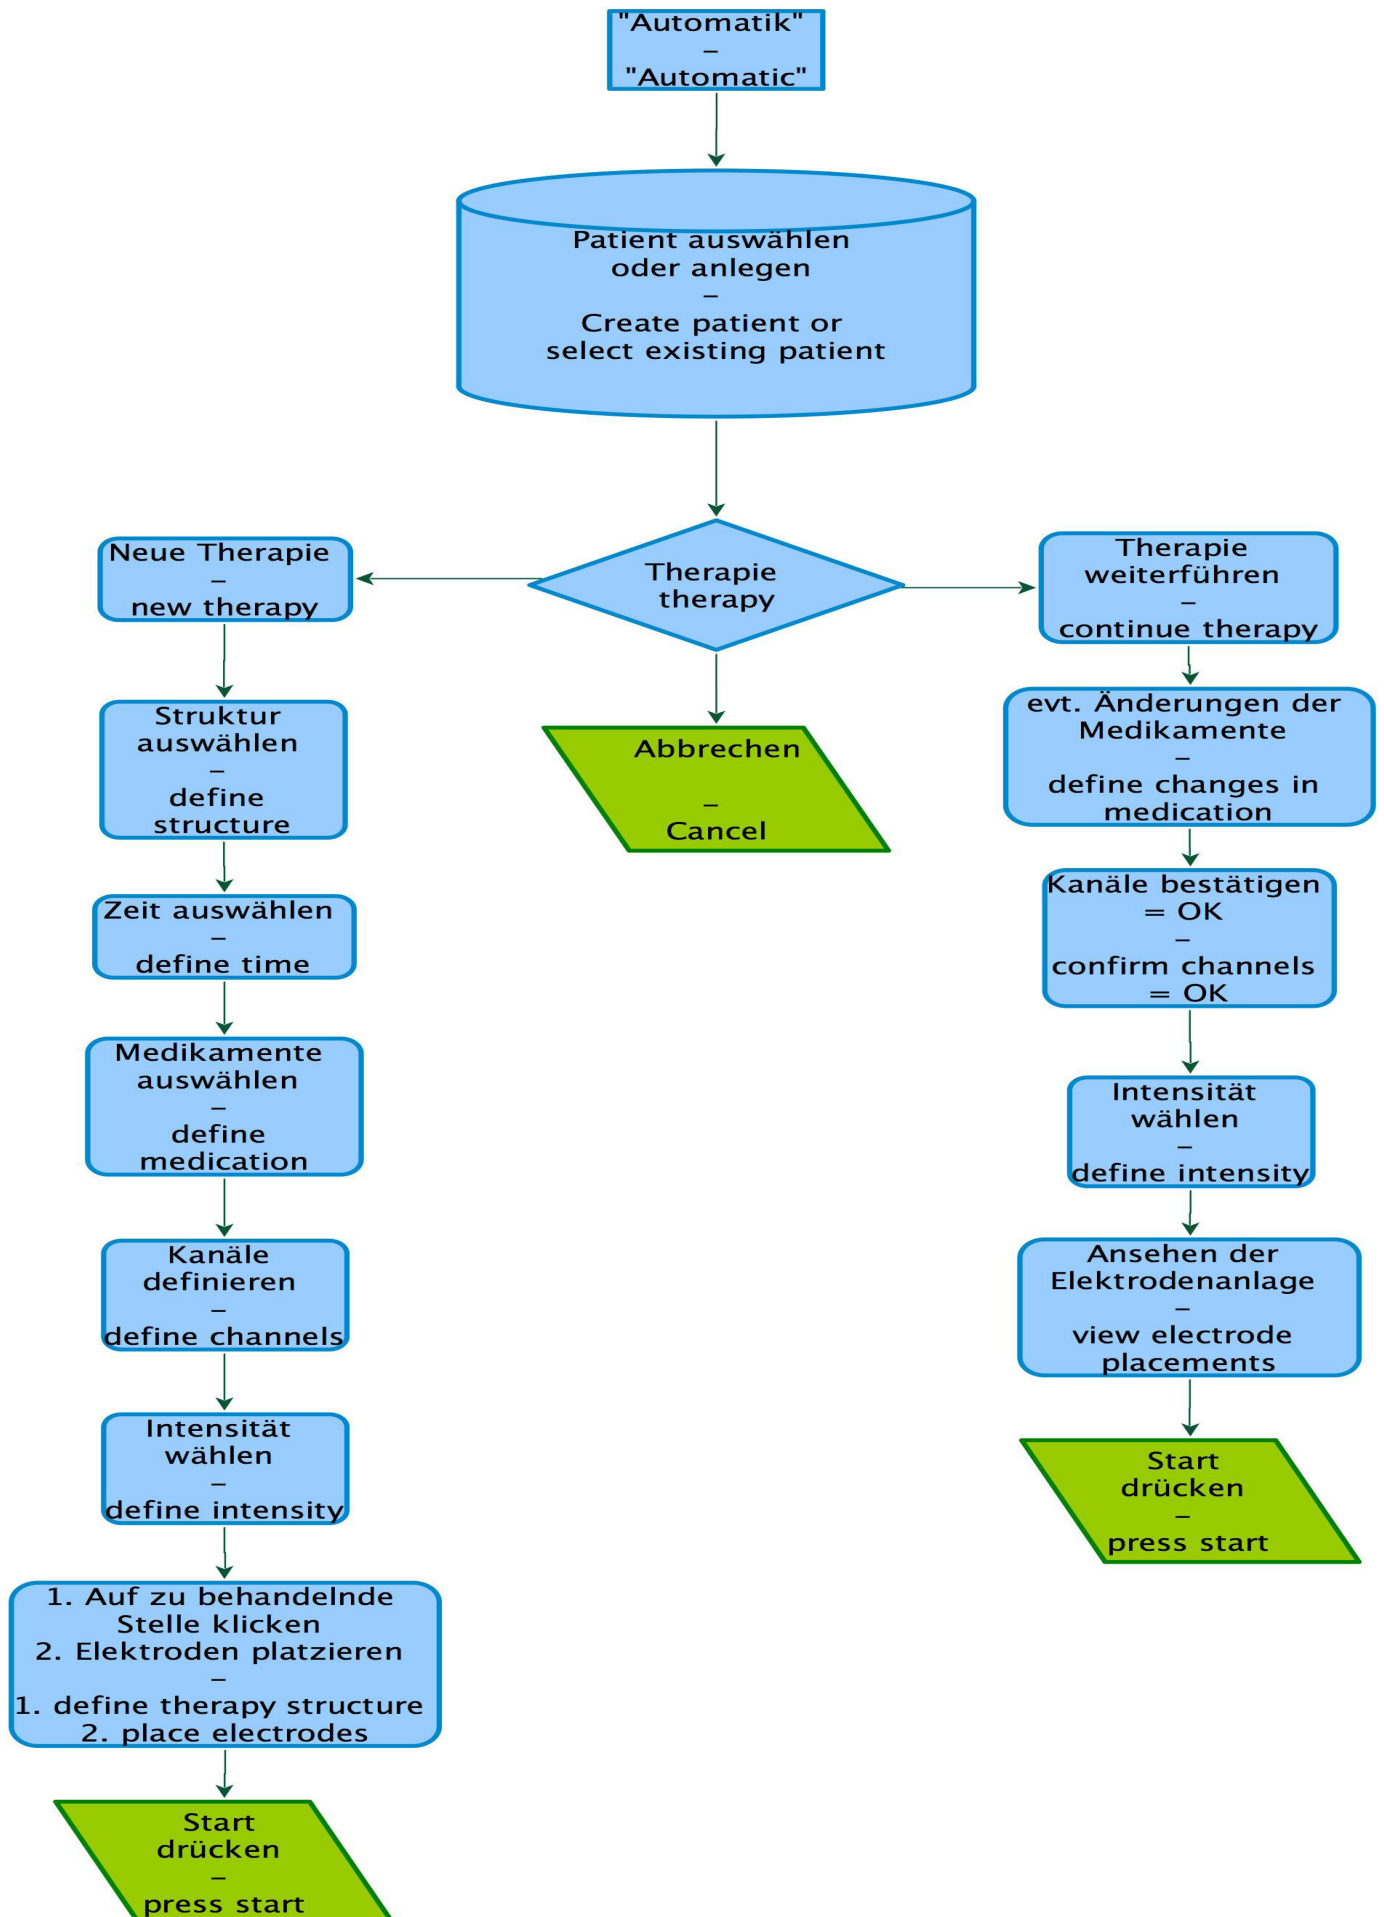 "Automatik"
–
"Automatic"
Patient auswählen
oder anlegen
–
Create patient or
select existing patient
Therapie
therapy
Neue Therapie
–
new therapy
Struktur
auswählen
–
define
structure
Zeit auswählen
–
define time
Medikamente
auswählen
–
define
medication
Kanäle
definieren
–
define channels
Intensität
wählen
–
define intensity
1. Auf zu behandelnde
Stelle klicken
2. Elektroden platzieren
–
1. define therapy structure
2. place electrodes
Start
drücken
–
press start
Abbrechen
–
Cancel
Therapie
weiterführen
–
continue therapy
evt. Änderungen der
Medikamente
–
define changes in
medication
Kanäle bestätigen
= OK
–
confirm channels
= OK
Intensität
wählen
–
define intensity
Ansehen der
Elektrodenanlage
–
view electrode
placements
Start
drücken
–
press start